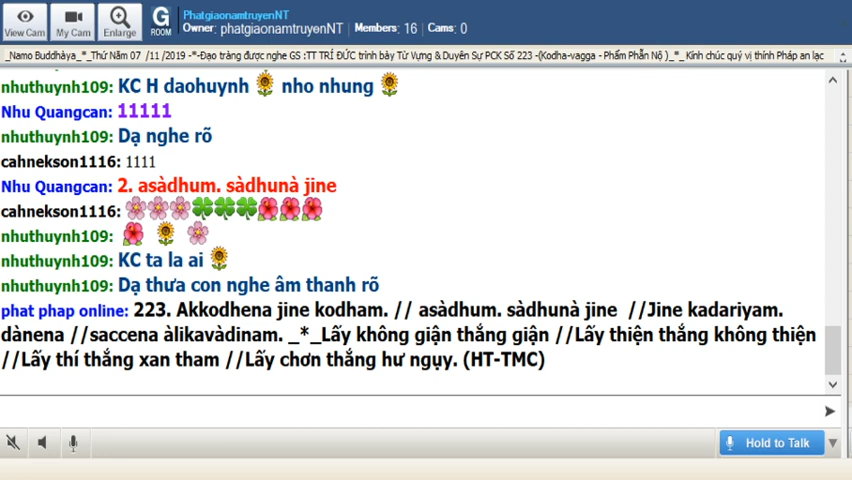 View Cam
My Cam
Enlarge
G
ROOM
PhatgiaonamtruyenNT
Owner: phatgiaonamtruyenNT | Members: 16 | Cams: 0
_Namo Buddhàya_*_Thứ Năm 07 /11 /2019 -*-Đạo tràng được nghe GS :TT TRÍ ĐỨC trình bày Từ Vựng & Duyên Sự PCK Số 223 -(Kodha-vagga - Phẩm Phẫn Nộ )_*_ Kính chúc quý vị thính Pháp an lạc
nhuthuynh109: KC H daohuynh nho nhung
Nhu Quangcan: 11111
nhuthuynh109: Dạ nghe rõ
cahnekson1116: 1111
Nhu Quangcan: 2. asàdhum. sàdhunà jine
cahnekson1116:
nhuthuynh109:
nhuthuynh109: KC ta la ai
nhuthuynh109: Dạ thưa con nghe âm thanh rõ
phat phap online: 223. Akkodhena jine kodham. // asàdhum. sàdhunà jine //Jine kadariyam.
dànena //saccena àlikavàdinam. _*_Lấy không giận thắng giận //Lấy thiện thắng không thiện
//Lấy thí thắng xan tham //Lấy chơn thắng hư ngụy. (HT-TMC)
Hold to Talk